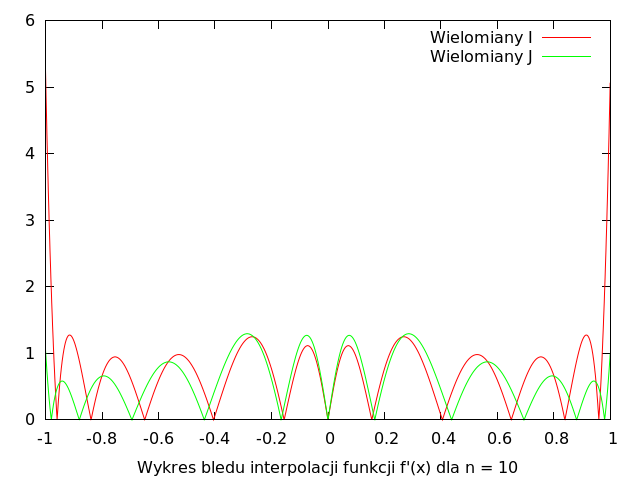 6
5
4
3
2
1
0
Wielomiany I
Wielomiany J
-1 -0.8 -0.6 -0.4 -0.2 0 0.2 0.4 0.6 0.8 1
Wykres bledu interpolacji funkcji f'(x) dla n = 10